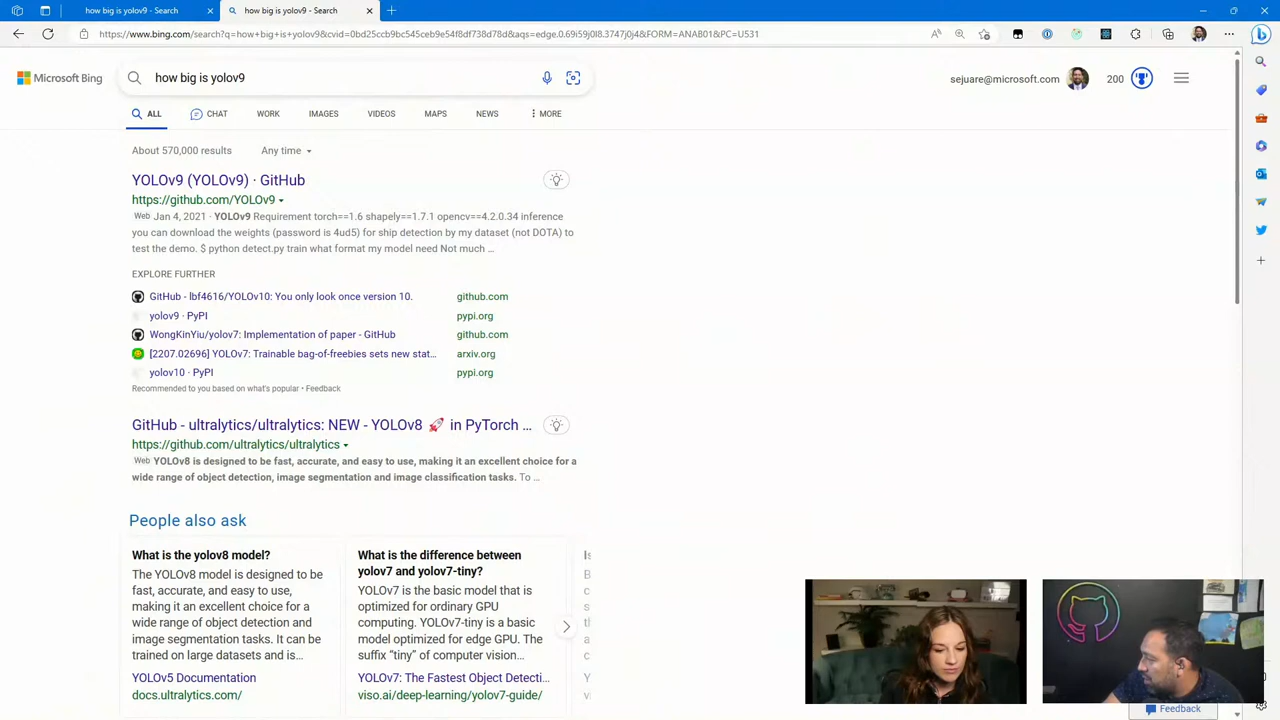 how big is yolov9 - Search
how big is yolov9 - Search
https://www.bing.com/search?q=how+big+is+yolov9&cvid=0bd25ccb9bc545ceb9e54f8df738d78d&aqs=edge.0.69i59j0l8.3747j0j4&FORM=ANAB01&PC=U531
Microsoft Bing
how big is yolov9
sejuare@microsoft.com
200
ALL
CHAT
WORK
IMAGES
VIDEOS
MAPS
NEWS
MORE
About 570,000 results
Any time
YOLOv9 (YOLOv9) · GitHub
https://github.com/YOLOv9
Web Jan 4, 2021 · YOLOv9 Requirement torch==1.6 shapely==1.7.1 opencv==4.2.0.34 inference
you can download the weights (password is 4ud5) for ship detection by my dataset (not DOTA) to
test the demo. $ python detect.py train what format my model need Not much ...
EXPLORE FURTHER
GitHub - lbf4616/YOLOv10: You only look once version 10. github.com
yolov9 · PyPI pypi.org
WongKinYiu/yolov7: Implementation of paper - GitHub github.com
[2207.02696] YOLOv7: Trainable bag-of-freebies sets new stat... arxiv.org
yolov10 · PyPI pypi.org
Recommended to you based on what's popular • Feedback
GitHub - ultralytics/ultralytics: NEW - YOLOv8 🚀 in PyTorch ...
https://github.com/ultralytics/ultralytics
Web YOLOv8 is designed to be fast, accurate, and easy to use, making it an excellent choice for a
wide range of object detection, image segmentation and image classification tasks. To ...
People also ask
What is the yolov8 model?
The YOLOv8 model is designed to be
fast, accurate, and easy to use,
making it an excellent choice for a
wide range of object detection and
image segmentation tasks. It can be
trained on large datasets and is...
YOLOv5 Documentation
docs.ultralytics.com/
What is the difference between
yolov7 and yolov7-tiny?
YOLOv7 is the basic model that is
optimized for ordinary GPU
computing. YOLOv7-tiny is a basic
model optimized for edge GPU. The
suffix “tiny” of computer vision...
YOLOv7: The Fastest Object Detecti...
viso.ai/deep-learning/yolov7-guide/
Feedback